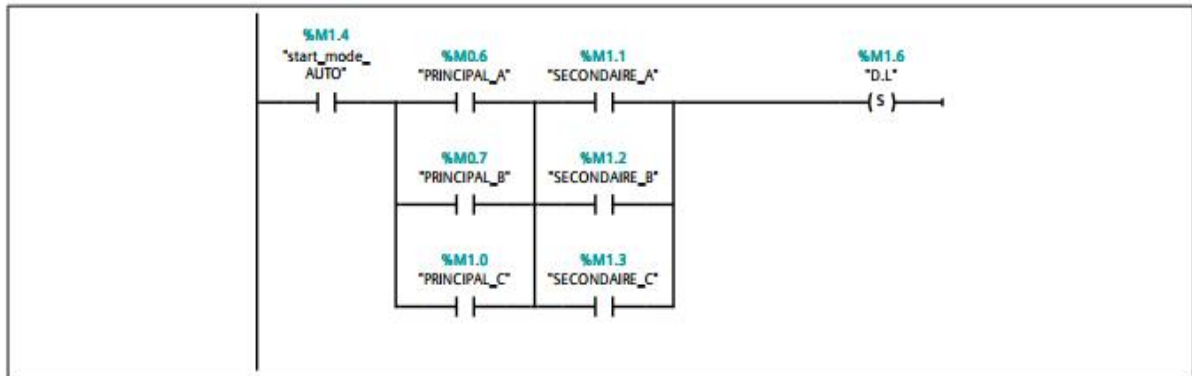 %M1.4
"start_mode_
AUTO"
%M0.6
"PRINCIPAL_A"
%M1.1
"SECONDAIRE_A"
%M1.6
"D.L"
( S )
%M0.7
"PRINCIPAL_B"
%M1.2
"SECONDAIRE_B"
%M1.0
"PRINCIPAL_C"
%M1.3
"SECONDAIRE_C"